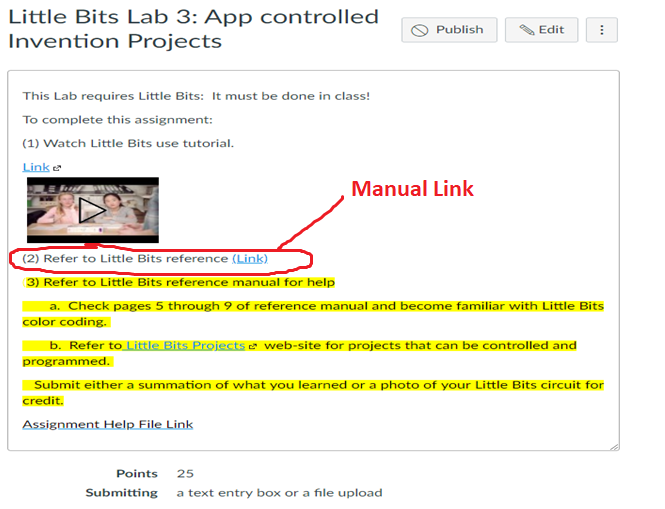 Little Bits Lab 3: App controlled
Invention Projects
Publish
Edit
This Lab requires Little Bits:  It must be done in class!
To complete this assignment:
(1) Watch Little Bits use tutorial.
Link
Manual Link
(2) Refer to Little Bits reference (Link)
3) Refer to Little Bits reference manual for help
a.  Check pages 5 through 9 of reference manual and become familiar with Little Bits
color coding.
b.  Refer to Little Bits Projects web-site for projects that can be controlled and
programmed.
Submit either a summation of what you learned or a photo of your Little Bits circuit for
credit.
Assignment Help File Link
Points 25
Submitting a text entry box or a file upload